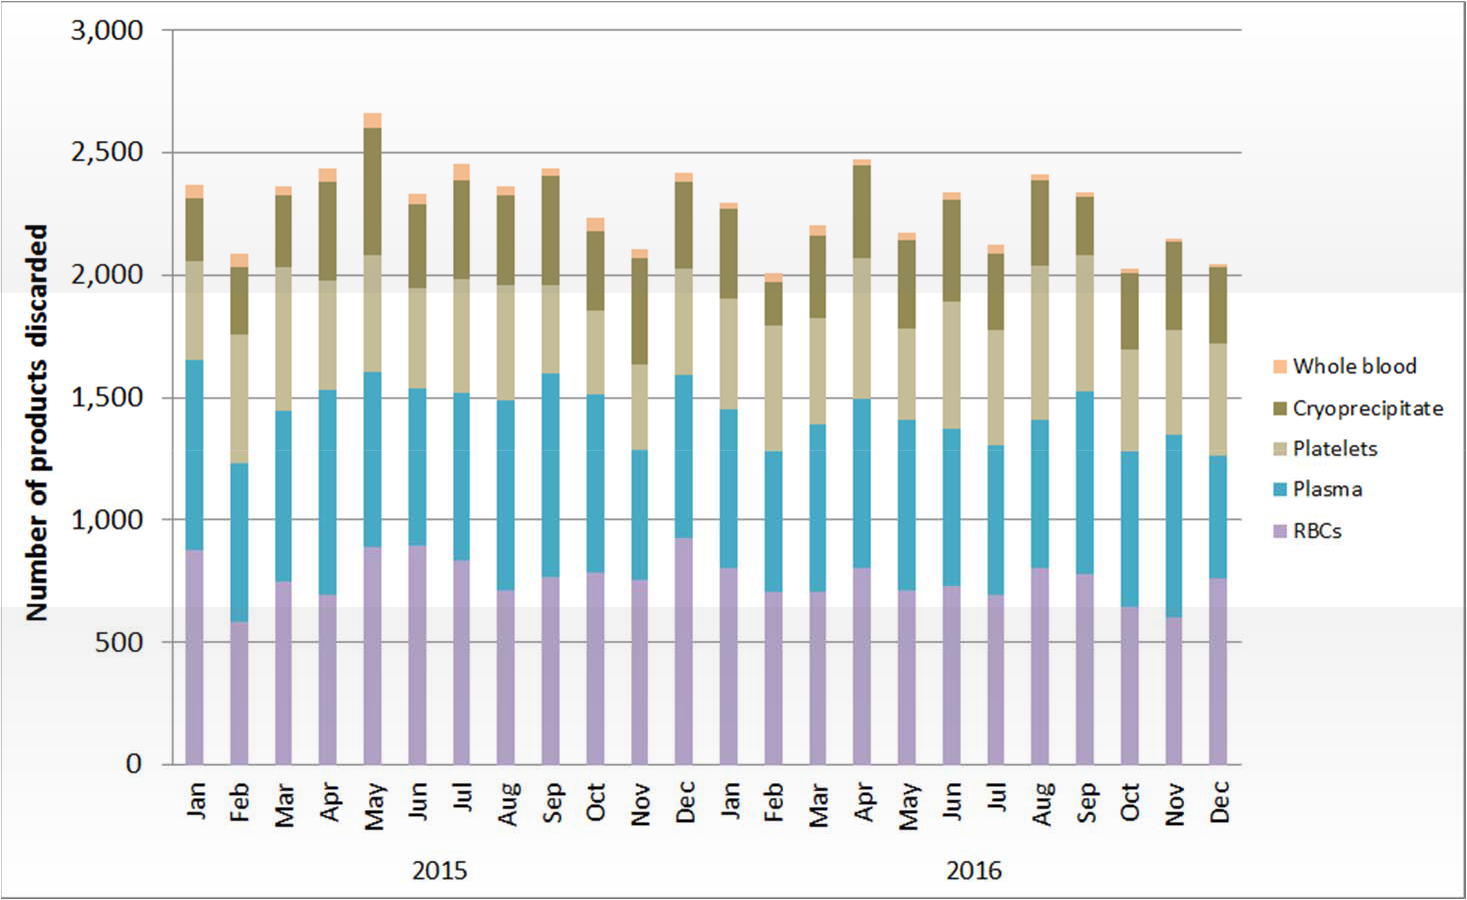 Number of products discarded
3,000
2,500
2,000
1,500
1,000
500
0
Jan Feb Mar Apr May Jun Jul Aug Sep Oct Nov Dec Jan Feb Mar Apr May Jun Jul Aug Sep Oct Nov Dec
2015 2016
Whole blood
Cryoprecipitate
Platelets
Plasma
RBCs